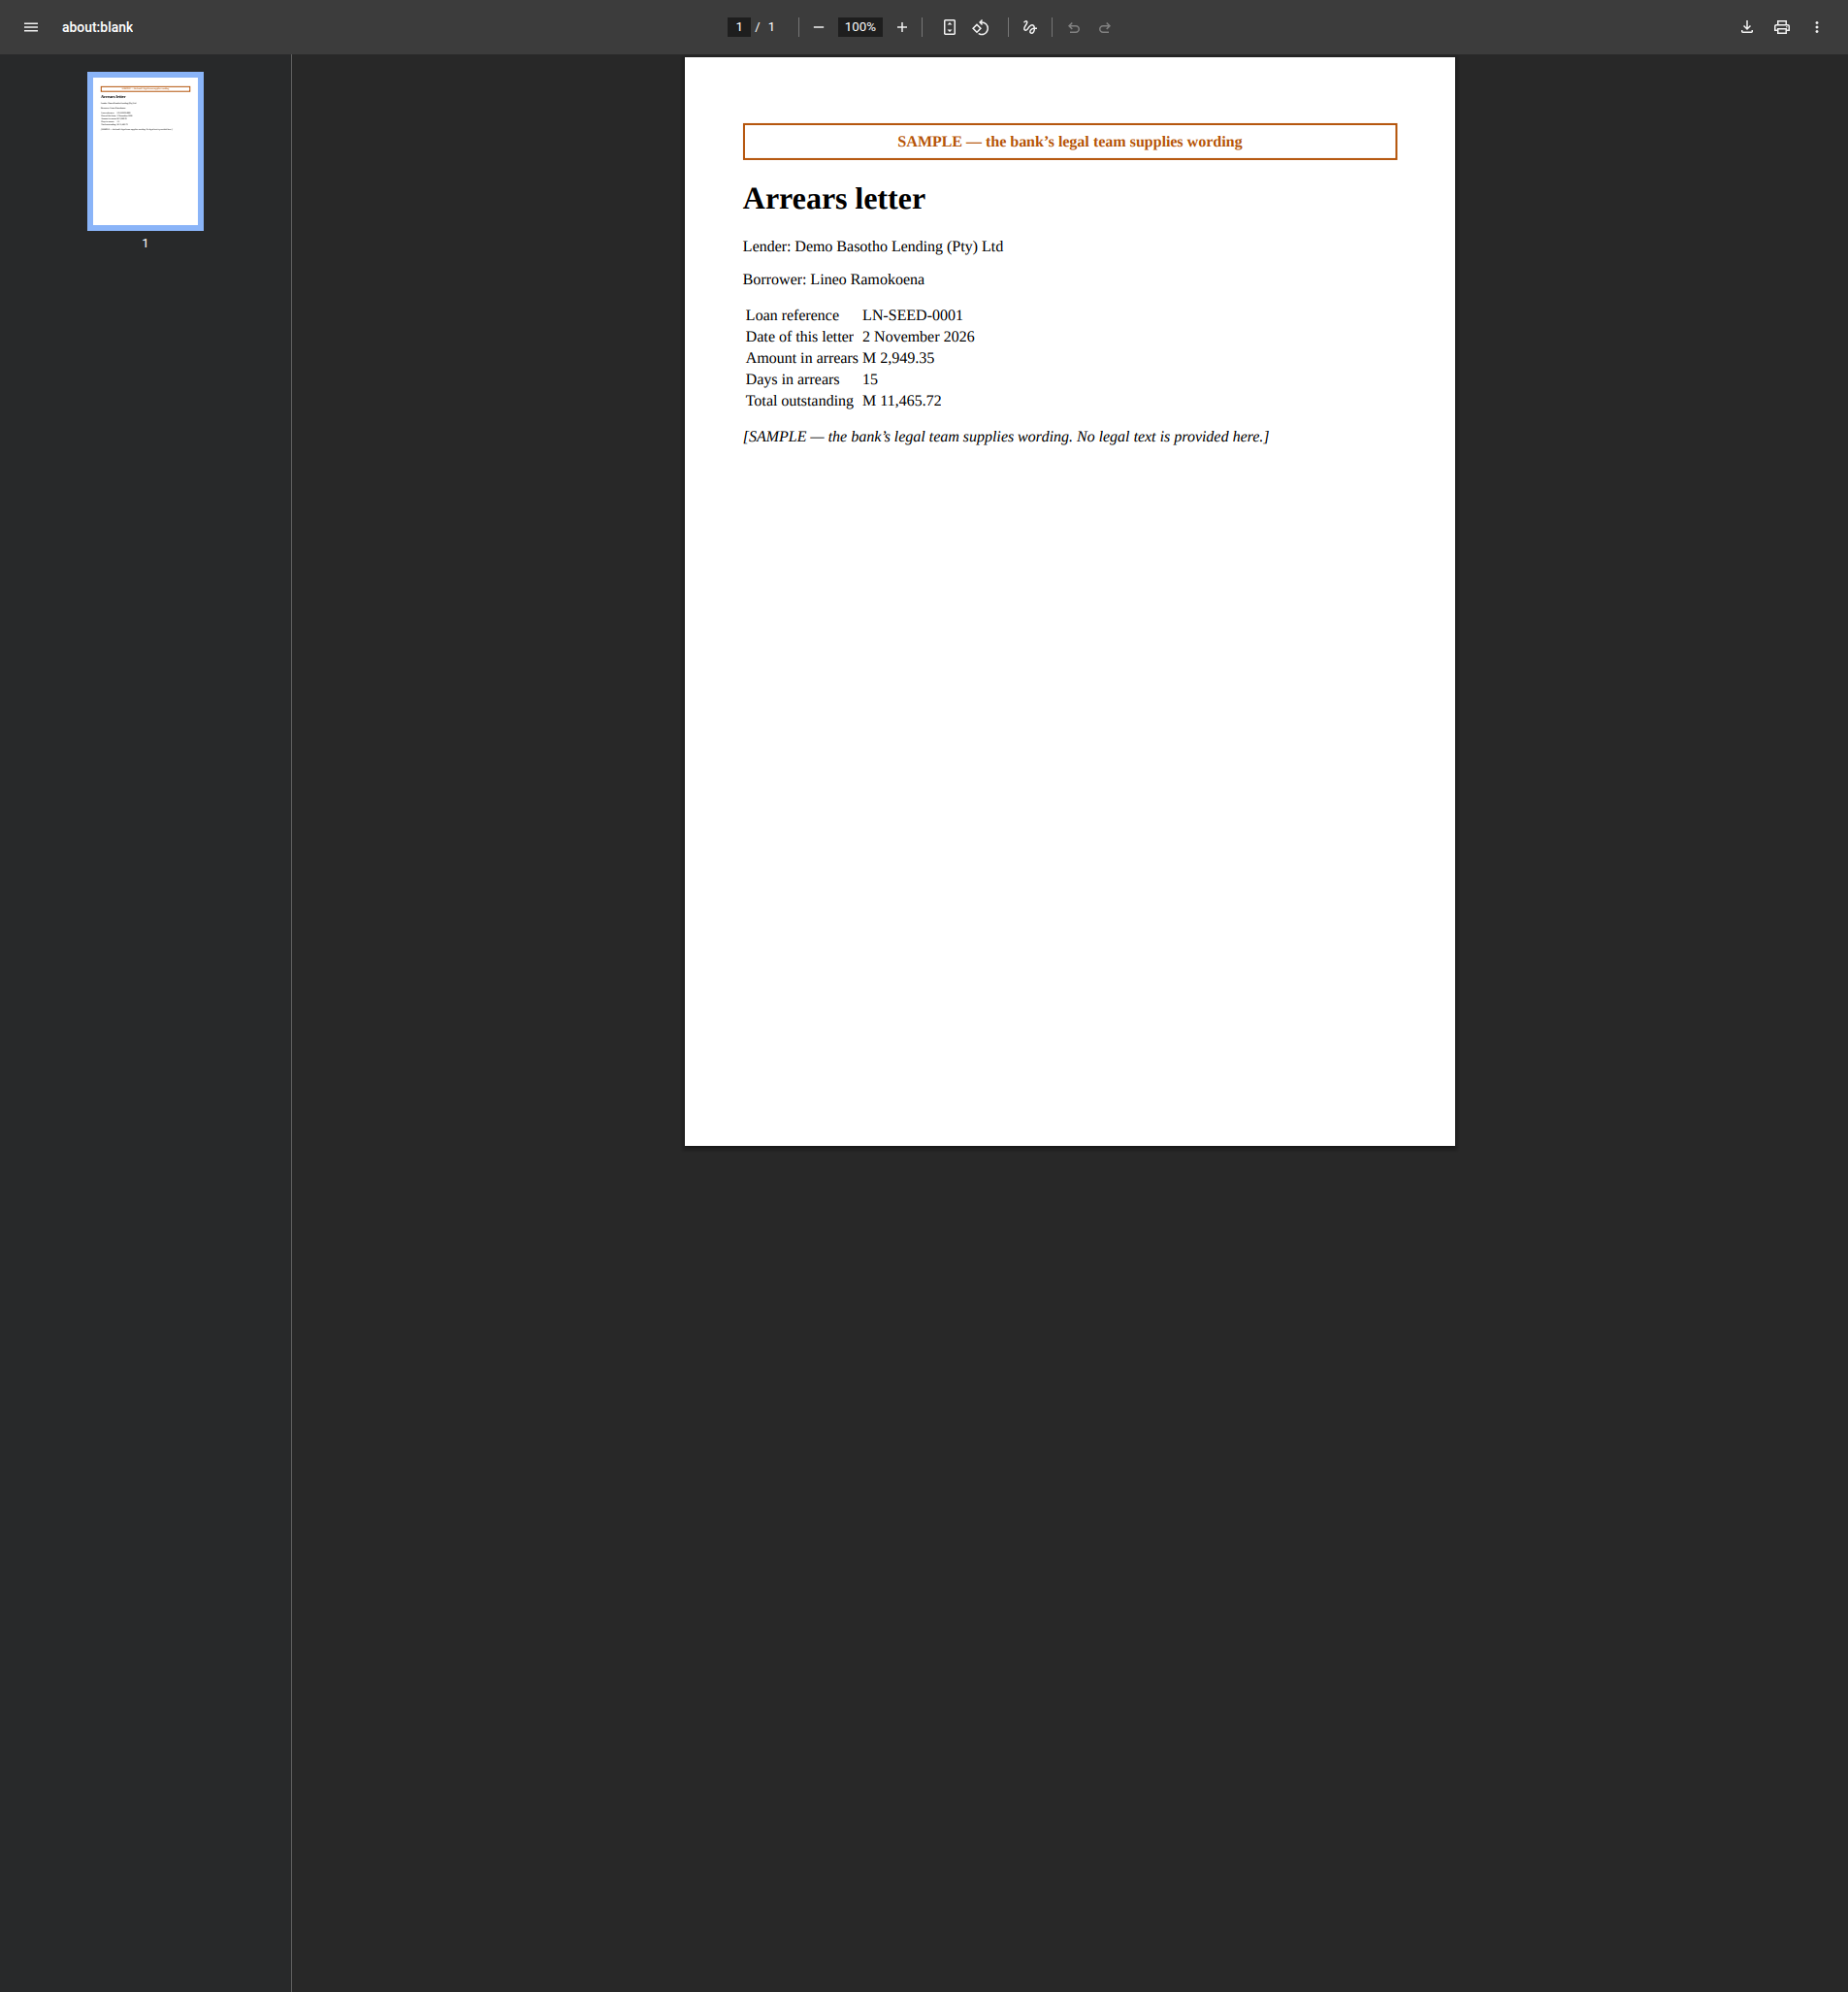 about:blank
1 / 1
100%
1
SAMPLE — the bank’s legal team supplies wording
Arrears letter
Lender: Demo Basotho Lending (Pty) Ltd
Borrower: Lineo Ramokoena
Loan reference LN-SEED-0001
Date of this letter 2 November 2026
Amount in arrears M 2,949.35
Days in arrears 15
Total outstanding M 11,465.72
[SAMPLE — the bank’s legal team supplies wording. No legal text is provided here.]